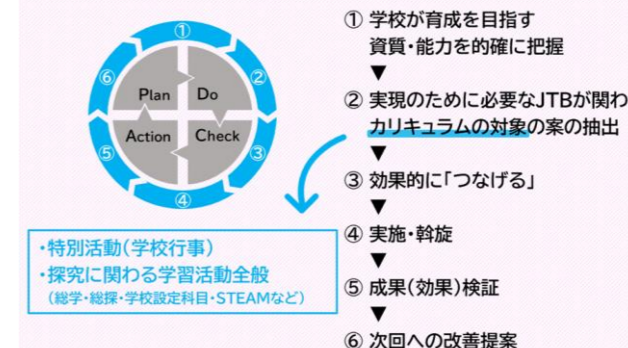 ①
②
③
④
⑤
⑥
Plan
Do
Action
Check
① 学校が育成を目指す
資質・能力を的確に把握
▼
② 実現のために必要なJTBが関わ
カリキュラムの対象の案の抽出
▼
③ 効果的に「つなげる」
▼
④ 実施・斡旋
▼
⑤ 成果(効果)検証
▼
⑥ 次回への改善提案
・特別活動(学校行事)
・探究に関わる学習活動全般
(総学・総探・学校設定科目・STEAMなど)